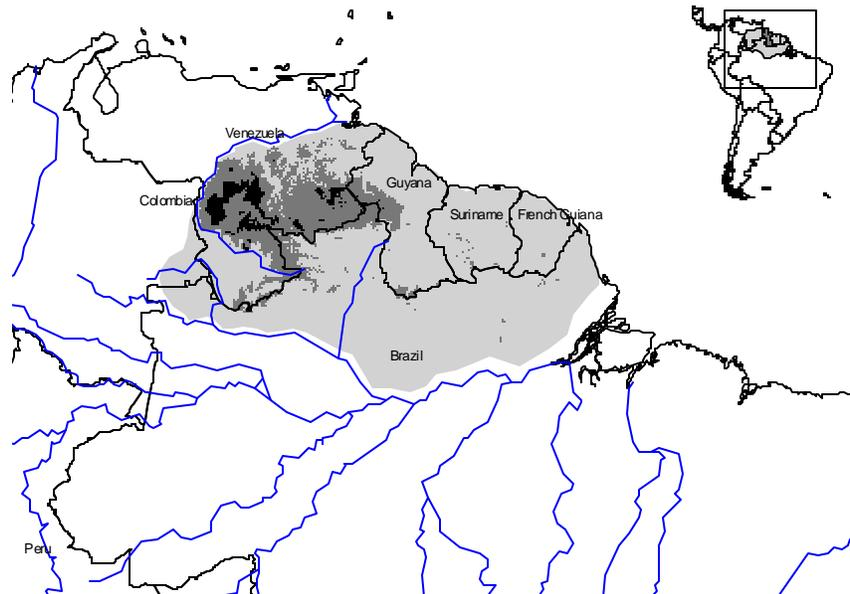 Venezuela
Guyana
Colombia
Suriname
French Guiana
Brazil
Peru